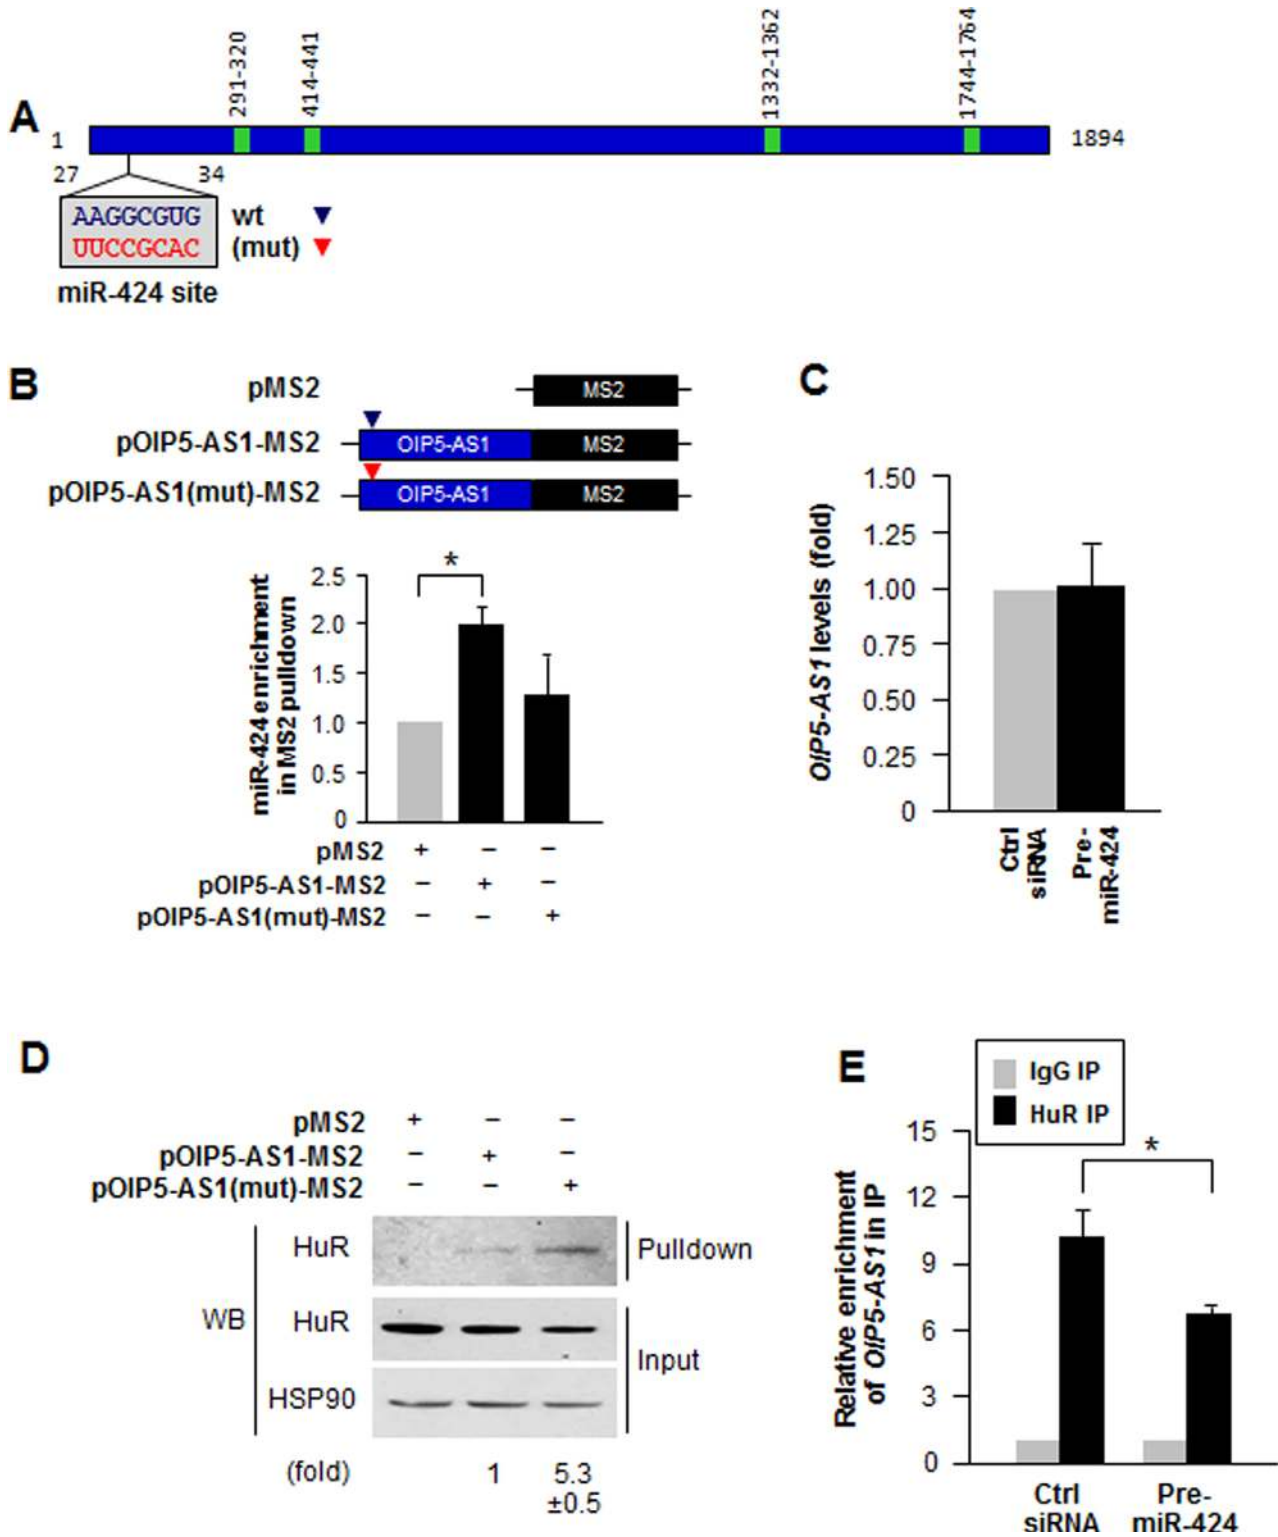 A
291-320
414-441
1332-1362
1744-1764
1
1894
27 34
AAGGCGUG wt
UUCCGCAC (mut)
miR-424 site
B
pMS2 MS2
pOIP5-AS1-MS2 OIP5-AS1 MS2
pOIP5-AS1(mut)-MS2 OIP5-AS1 MS2
miR-424 enrichment
in MS2 pulldown
2.5
2.0
1.5
1.0
0.5
0
*
pMS2 + – –
pOIP5-AS1-MS2 – + –
pOIP5-AS1(mut)-MS2 – – +
C
OIP5-AS1 levels (fold)
1.50
1.25
1.00
0.75
0.50
0.25
0
Ctrl
siRNA
Pre-
miR-424
D
pMS2 + – –
pOIP5-AS1-MS2 – + –
pOIP5-AS1(mut)-MS2 – – +
WB
HuR Pulldown
HuR
Input
HSP90
(fold) 1 5.3
±0.5
E
IgG IP
HuR IP
Relative enrichment
of OIP5-AS1 in IP
15
12
9
6
3
0
*
Ctrl
siRNA
Pre-
miR-424